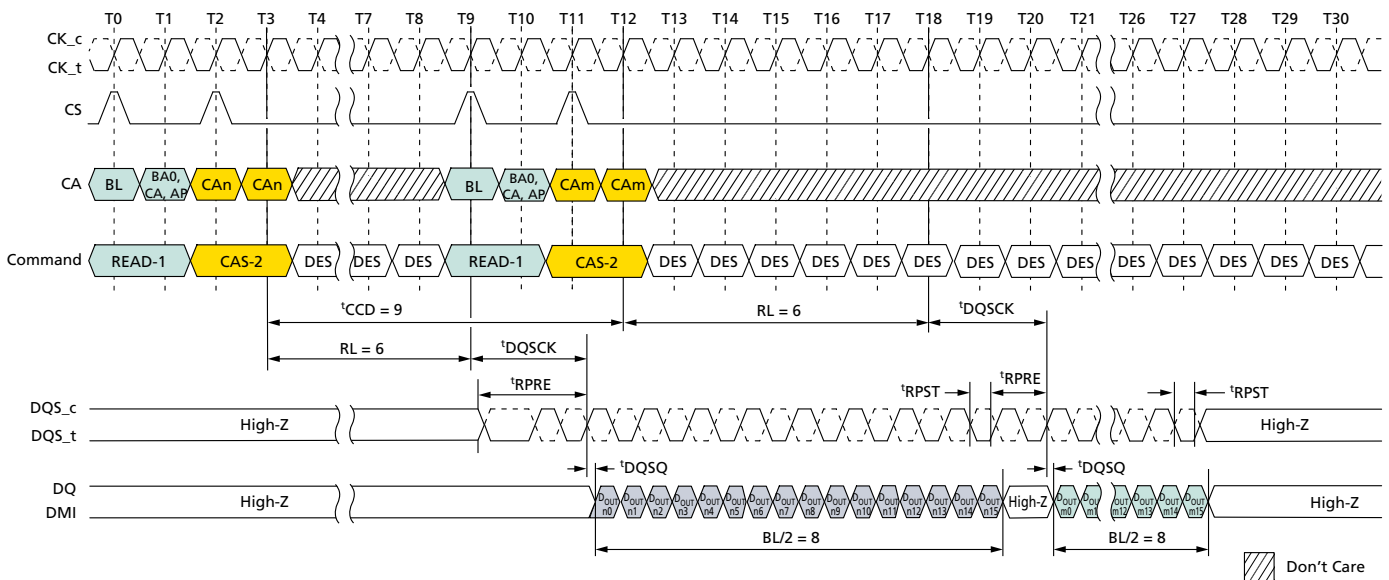 T0 T1 T2 T3 T4 T7 T8 T9 T10 T11 T12 T13 T14 T15 T16 T17 T18 T19 T20 T21 T26 T27 T28 T29 T30
CK_c
CK_t
CS
CA BL BA0, CA, AP CAn CAn BL BA0, CA, AP CAm CAm
Command READ-1 CAS-2 DES DES DES READ-1 CAS-2 DES DES DES DES DES DES DES DES DES DES DES DES DES DES
tCCD = 9 RL = 6 tDQSCK
RL = 6 tDQSCK
tRPRE tRPST tRPRE tRPST
DQS_c
DQS_t
High-Z High-Z
tDQSQ tDQSQ
DQ
DMI
High-Z DOUT n0 DOUT n1 DOUT n2 DOUT n3 DOUT n4 DOUT n5 DOUT n6 DOUT n7 DOUT n8 DOUT n9 DOUT n10 DOUT n11 DOUT n12 DOUT n13 DOUT n14 DOUT n15 High-Z DOUT m0 DOUT m1 DOUT m12 DOUT m13 DOUT m14 DOUT m15 High-Z
BL/2 = 8 BL/2 = 8
Don't Care